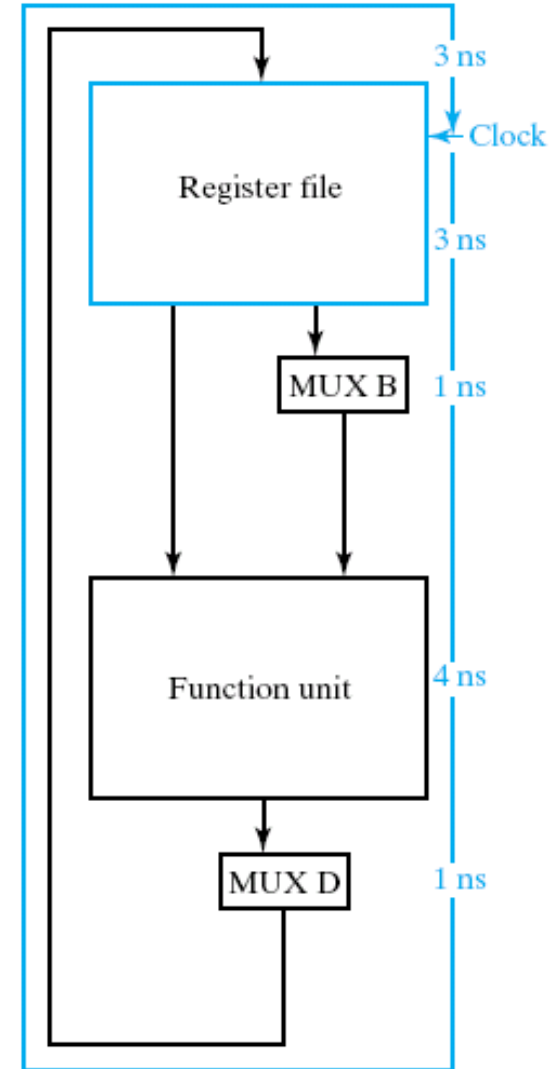 3 ns
Clock
Register file
3 ns
MUX B
1 ns
Function unit
4 ns
MUX D
1 ns